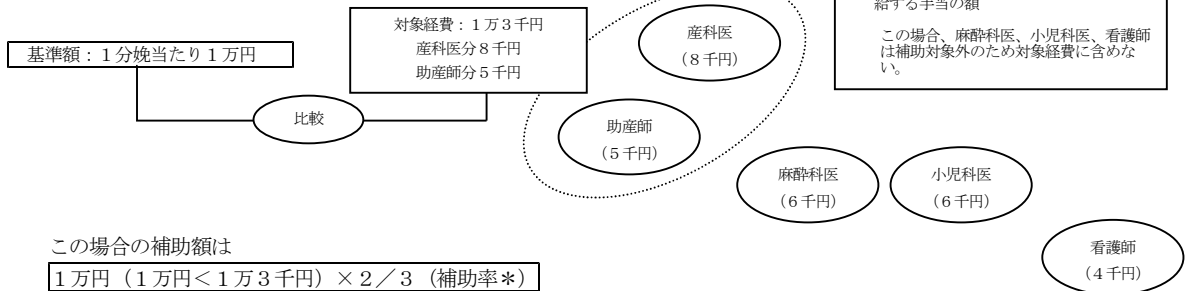 給する手当の額
この場合、麻酔科医、小児科医、看護師
は補助対象外のため対象経費に含めな
い。
対象経費：１万３千円
産科医分８千円
助産師分５千円
基準額：１分娩当たり１万円
比較
産科医
（８千円）
助産師
（５千円）
麻酔科医
（６千円）
小児科医
（６千円）
看護師
（４千円）
この場合の補助額は
１万円（１万円＜１万３千円）×２／３（補助率＊）